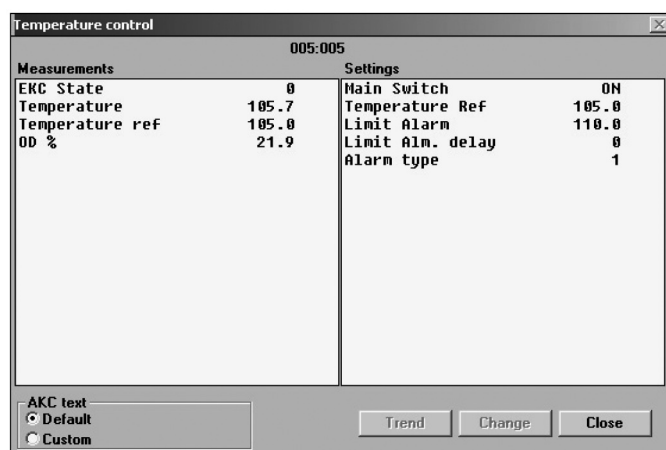 Temperature control
005:005
Measurements
EKC State 0
Temperature 105.7
Temperature ref 105.0
OD % 21.9
Settings
Main Switch ON
Temperature Ref 105.0
Limit Alarm 110.0
Limit Alm. delay 0
Alarm type 1
AKC text
Default
Custom
Trend
Change
Close